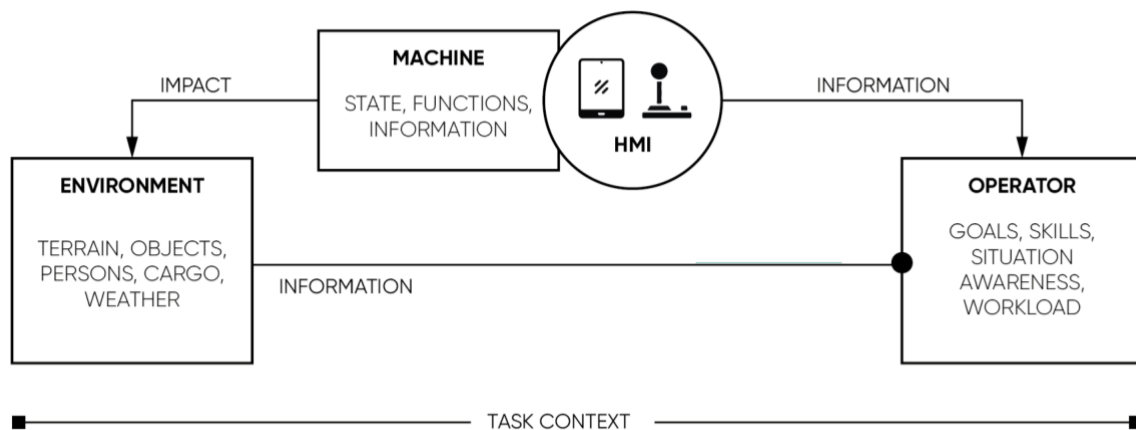 MACHINE
STATE, FUNCTIONS,
INFORMATION
HMI
IMPACT
INFORMATION
ENVIRONMENT
TERRAIN, OBJECTS,
PERSONS, CARGO,
WEATHER
INFORMATION
OPERATOR
GOALS, SKILLS,
SITUATION
AWARENESS,
WORKLOAD
TASK CONTEXT